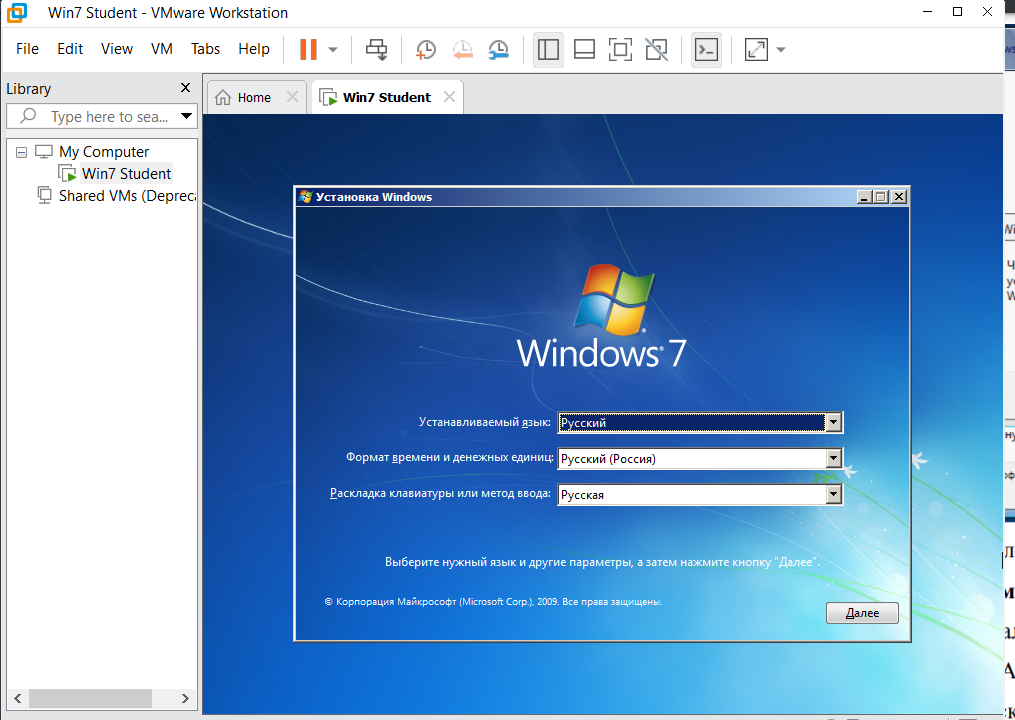 Win7 Student - VMware Workstation
File Edit View VM Tabs Help
Library
Type here to sea...
My Computer
Win7 Student
Shared VMs (Depreca
Home
Win7 Student
Установка Windows
Windows 7
Устанавливаемый язык: Русский
Формат времени и денежных единиц: Русский (Россия)
Раскладка клавиатуры или метод ввода: Русская
Выберите нужный язык и другие параметры, а затем нажмите кнопку "Далее".
© Корпорация Майкрософт (Microsoft Corp.), 2009. Все права защищены.
Далее